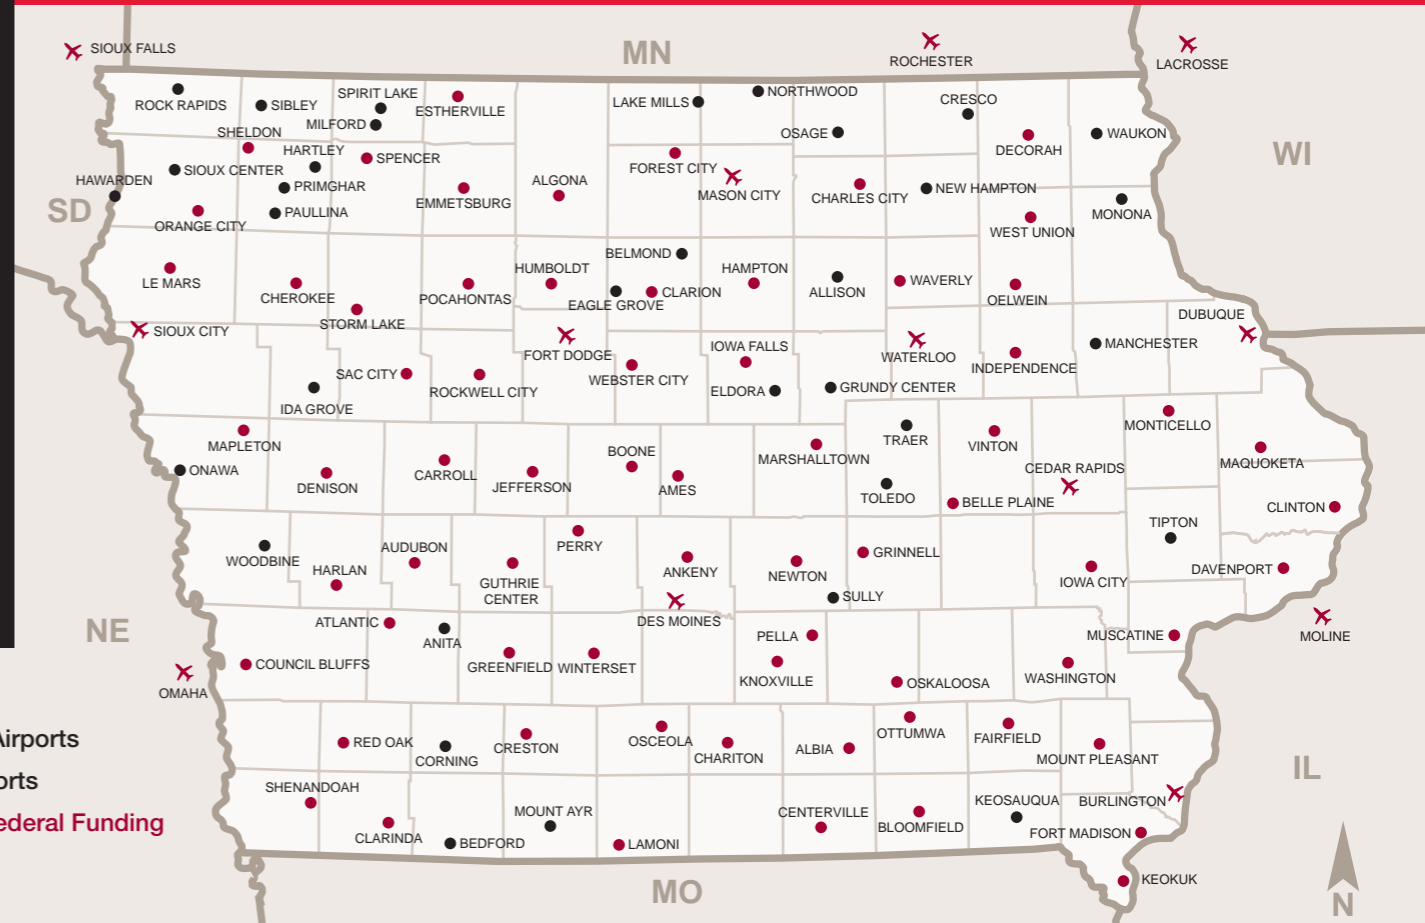 SIOUX FALLS
MN
ROCHESTER
LACROSSE
ROCK RAPIDS
SIBLEY
SPIRIT LAKE
ESTHERVILLE
LAKE MILLS
NORTHWOOD
CRESCO
SHELDON
MILFORD
OSAGE
WAUKON
HARTLEY
SPENCER
DECORAH
WI
HAWARDEN
SIOUX CENTER
PRIMGHAR
ALGONA
FOREST CITY
MASON CITY
CHARLES CITY
NEW HAMPTON
SD
ORANGE CITY
PAULLINA
EMMETSBURG
WEST UNION
MONONA
BELMOND
LE MARS
CHEROKEE
POCAHONTAS
HUMBOLDT
EAGLE GROVE
CLARION
HAMPTON
ALLISON
WAVERLY
OELWEIN
STORM LAKE
SIOUX CITY
DUBUQUE
FORT DODGE
IOWA FALLS
WATERLOO
MANCHESTER
SAC CITY
ROCKWELL CITY
WEBSTER CITY
INDEPENDENCE
IDA GROVE
ELDORA
GRUNDY CENTER
MAPLETON
TRAER
VINTON
MONTICELLO
ONAWA
DENISON
CARROLL
JEFFERSON
BOONE
AMES
MARSHALLTOWN
CEDAR RAPIDS
MAQUOKETA
TOLEDO
BELLE PLAINE
CLINTON
TIPTON
WOODBINE
AUDUBON
PERRY
GRINNELL
HARLAN
GUTHRIE
CENTER
ANKENY
NEWTON
IOWA CITY
DAVENPORT
SULLY
NE
ATLANTIC
ANITA
DES MOINES
PELLA
MUSCATINE
MOLINE
COUNCIL BLUFFS
GREENFIELD
WINTERSET
KNOXVILLE
WASHINGTON
OMAHA
OSKALOOSA
Airports
RED OAK
CORNING
CRESTON
OSCEOLA
CHARITON
ALBIA
OTTUMWA
FAIRFIELD
MOUNT PLEASANT
IL
SHENANDOAH
MOUNT AYR
CENTERVILLE
KEOSAUQUA
BURLINGTON
ederal Funding
CLARINDA
BEDFORD
LAMONI
BLOOMFIELD
FORT MADISON
MO
KEOKUK
N